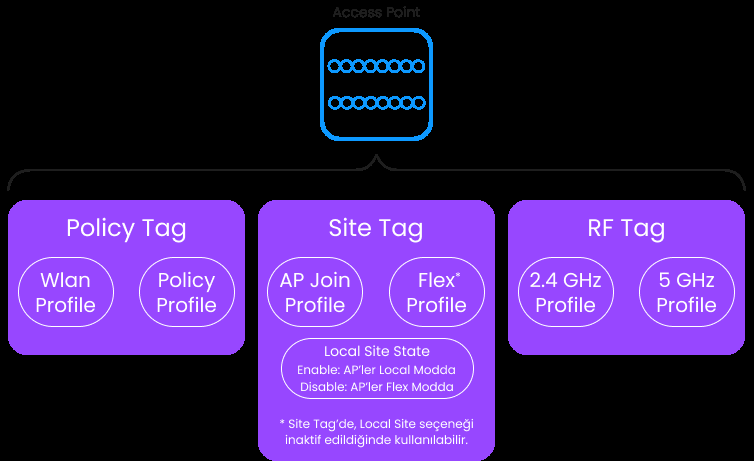 Access Point
Policy Tag
Wlan
Profile
Policy
Profile
Site Tag
AP Join
Profile
Flex*
Profile
Local Site State
Enable: AP’ler Local Modda
Disable: AP’ler Flex Modda
* Site Tag’de, Local Site seçeneği
inaktif edildiğinde kullanılabilir.
RF Tag
2.4 GHz
Profile
5 GHz
Profile